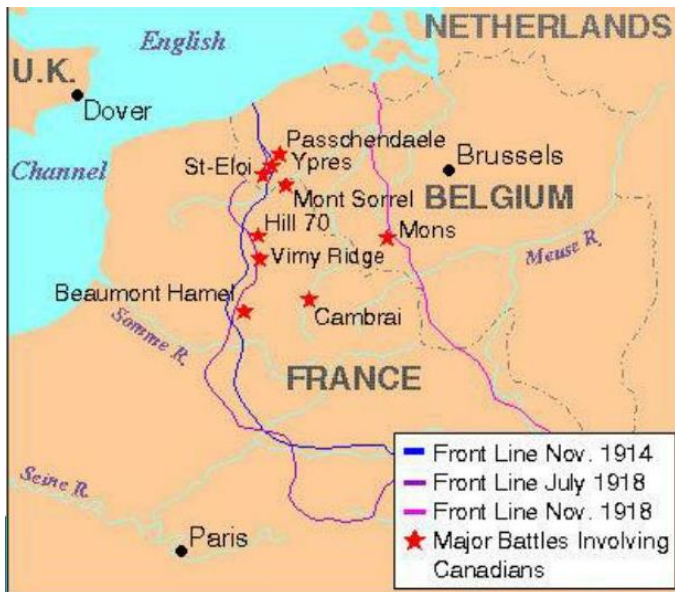 NETHERLANDS
English
U.K.
Dover
Passchendaele
Ypres
St-Eloi
Brussels
Channel
Mont Sorrel
BELGIUM
Hill 70
Mons
Vimy Ridge
Meuse R.
Beaumont Hamel
Cambrai
Somme R.
FRANCE
Front Line Nov. 1914
Front Line July 1918
Seine R.
Front Line Nov. 1918
Paris
Major Battles Involving
Canadians